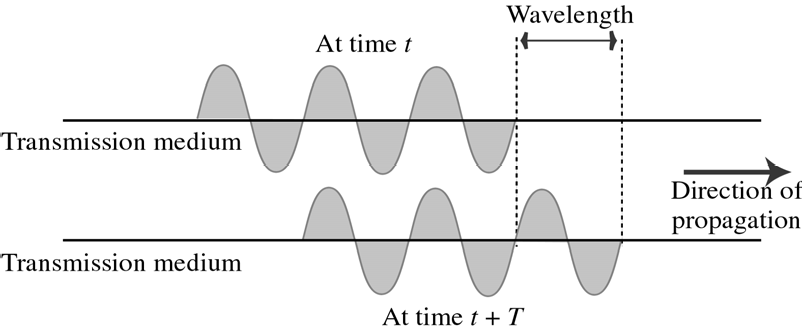 Wavelength
At time t
Transmission medium
Direction of
propagation
Transmission medium
At time t + T